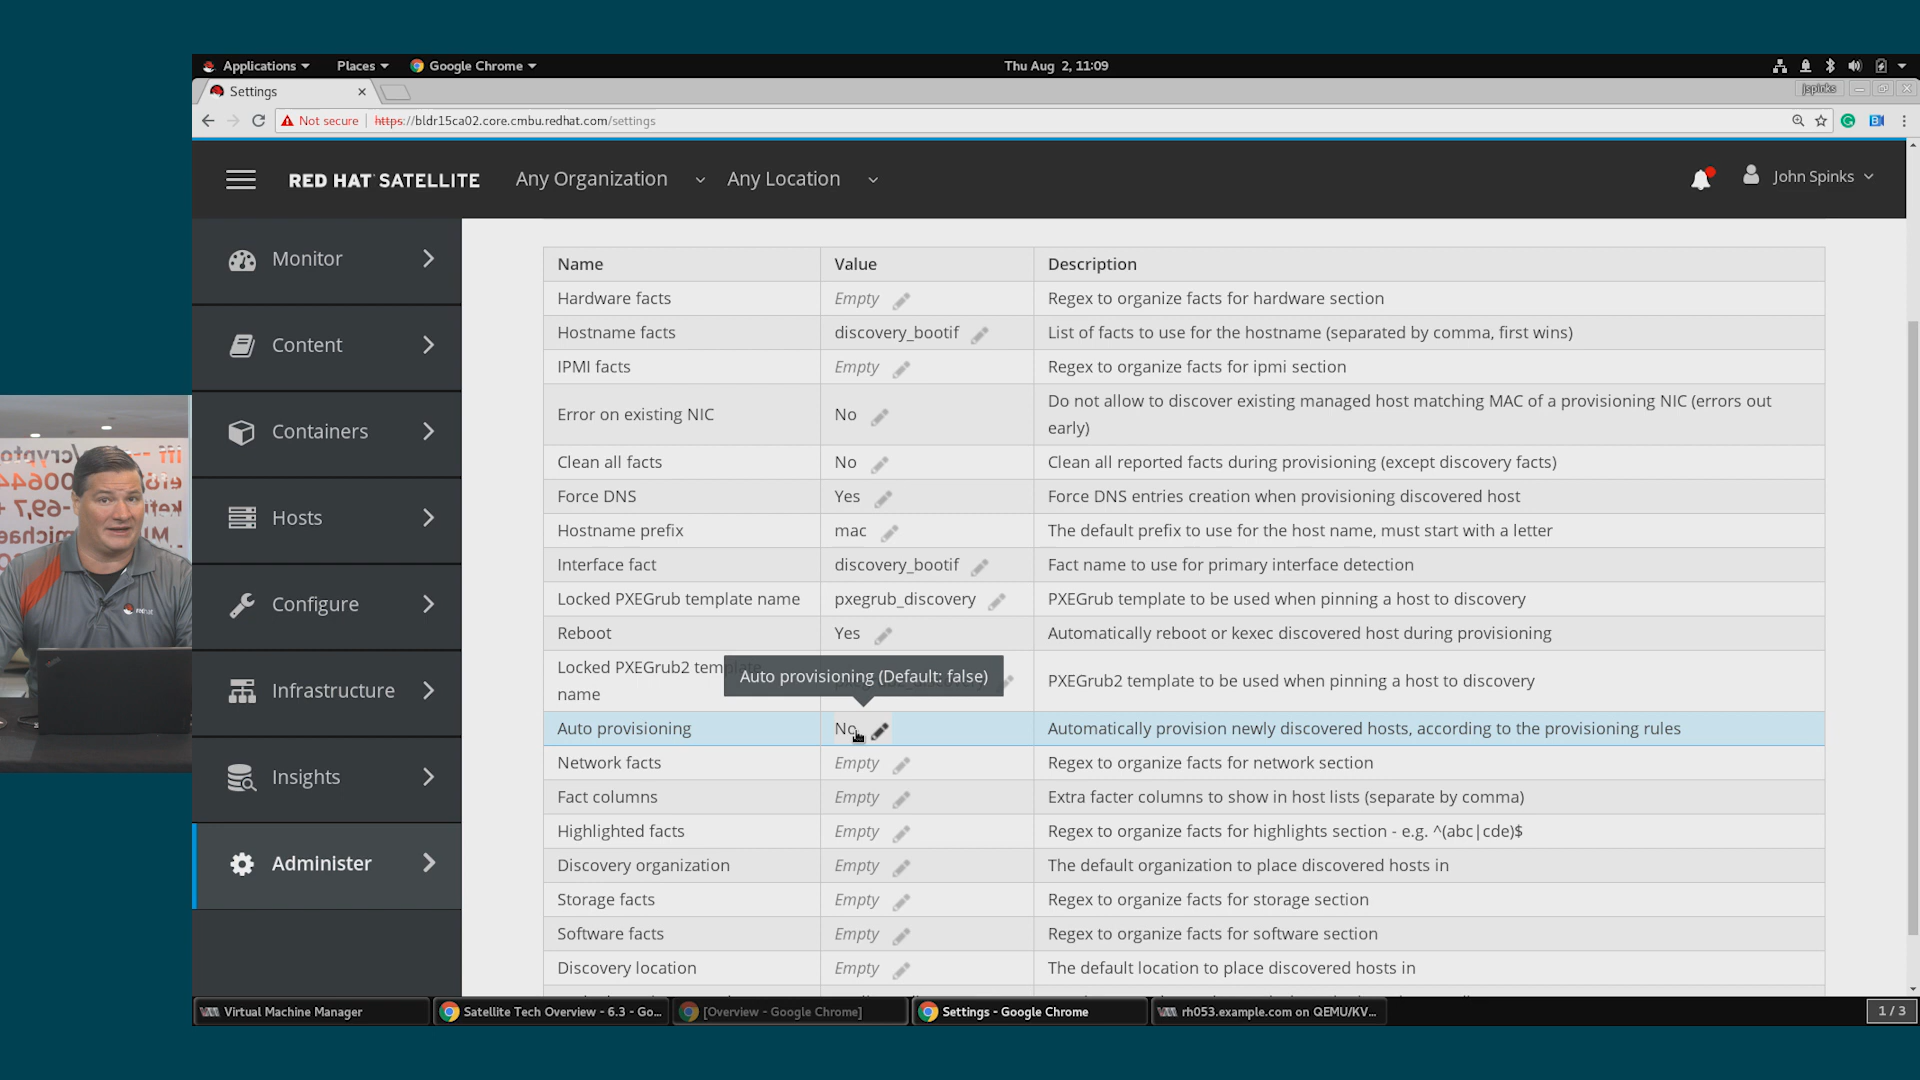 Applications
Places
Google Chrome
Thu Aug 2, 11:09
Settings
jspinks
Not secure
https://bldr15ca02.core.cmbu.redhat.com/settings
RED HAT SATELLITE
Any Organization
Any Location
John Spinks
Monitor
Content
Containers
Hosts
Configure
Infrastructure
Insights
Administer
Name Value Description
Hardware facts Empty Regex to organize facts for hardware section
Hostname facts discovery_bootif List of facts to use for the hostname (separated by comma, first wins)
IPMI facts Empty Regex to organize facts for ipmi section
Error on existing NIC No Do not allow to discover existing managed host matching MAC of a provisioning NIC (errors out
early)
Clean all facts No Clean all reported facts during provisioning (except discovery facts)
Force DNS Yes Force DNS entries creation when provisioning discovered host
Hostname prefix mac The default prefix to use for the host name, must start with a letter
Interface fact discovery_bootif Fact name to use for primary interface detection
Locked PXEGrub template name pxegrub_discovery PXEGrub template to be used when pinning a host to discovery
Reboot Yes Automatically reboot or kexec discovered host during provisioning
Locked PXEGrub2 template
name PXEGrub2 template to be used when pinning a host to discovery
Auto provisioning (Default: false)
Auto provisioning No Automatically provision newly discovered hosts, according to the provisioning rules
Network facts Empty Regex to organize facts for network section
Fact columns Empty Extra facter columns to show in host lists (separate by comma)
Highlighted facts Empty Regex to organize facts for highlights section - e.g. ^(abc|cde)$
Discovery organization Empty The default organization to place discovered hosts in
Storage facts Empty Regex to organize facts for storage section
Software facts Empty Regex to organize facts for software section
Discovery location Empty The default location to place discovered hosts in
Virtual Machine Manager
Satellite Tech Overview - 6.3 - Go...
[Overview - Google Chrome]
Settings - Google Chrome
rh053.example.com on QEMU/KV...
1 / 3